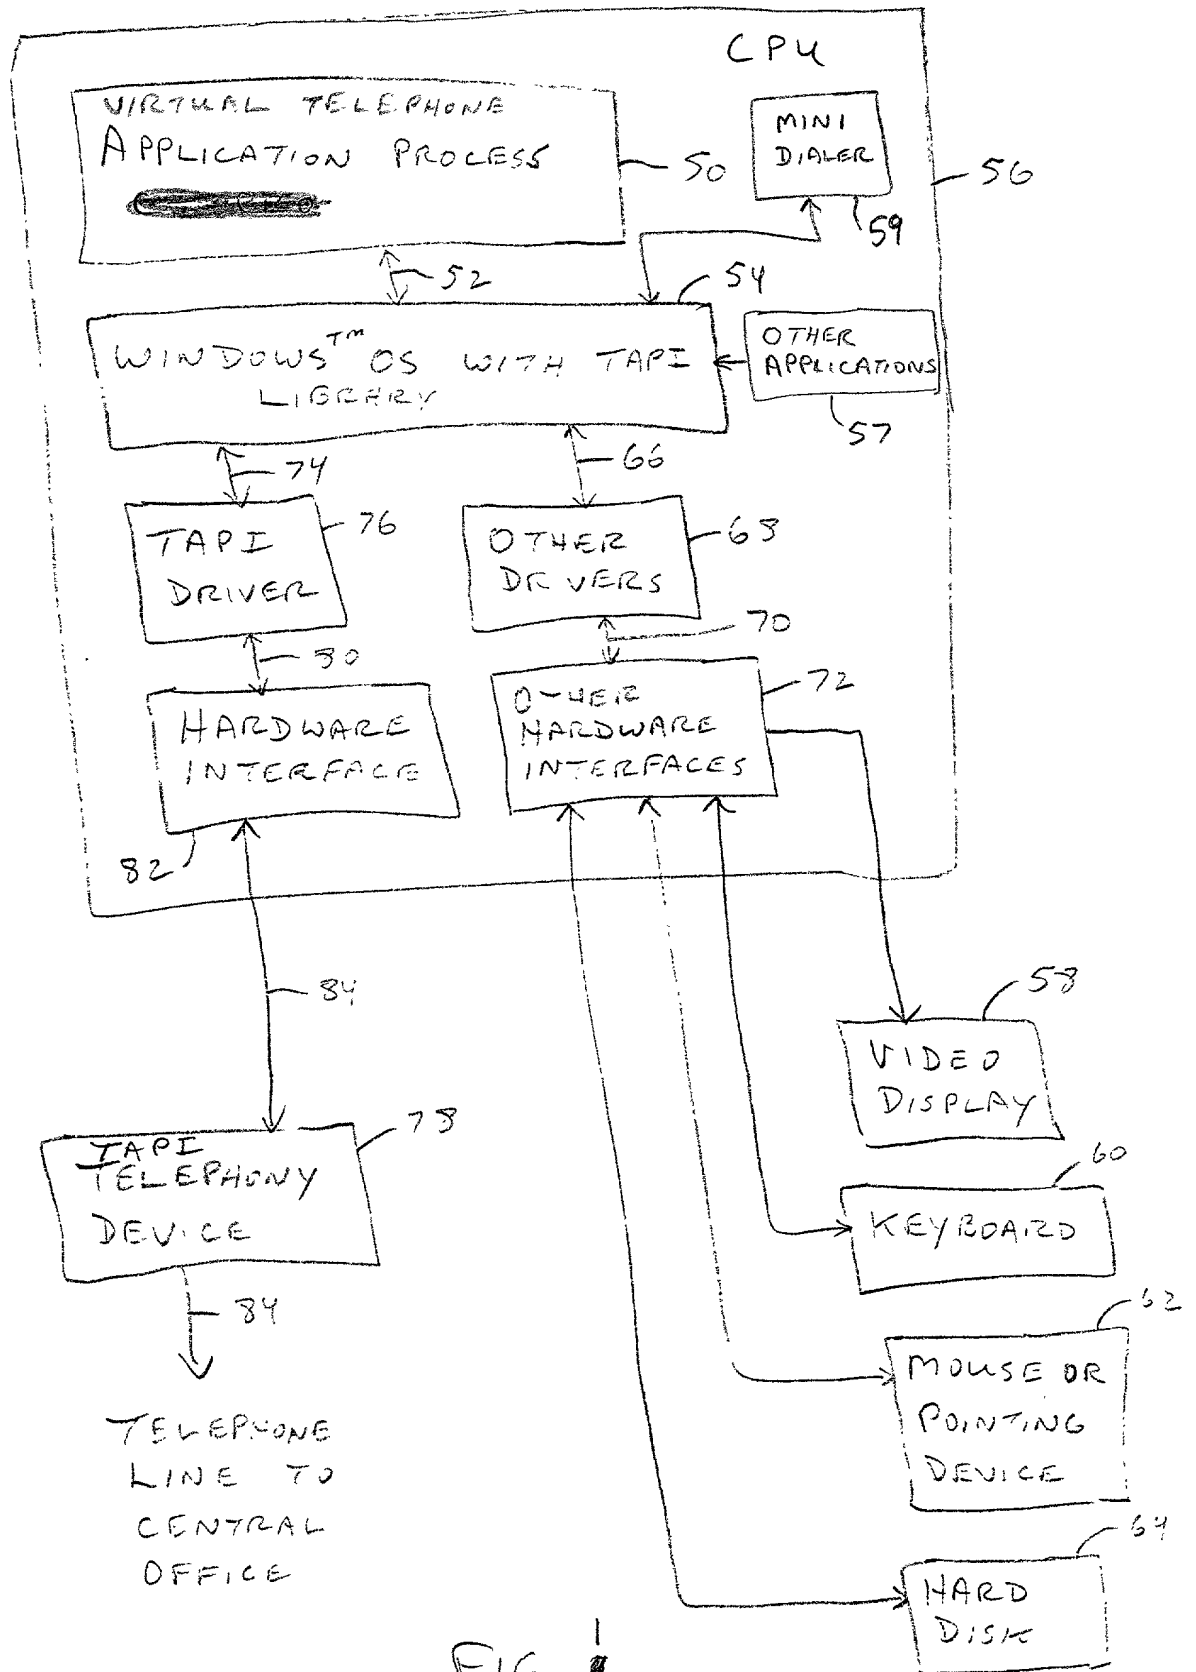 CPU
VIRTUAL TELEPHONE
APPLICATION PROCESS
50
MINI
DIALER
56
59
52
54
WINDOWS™ OS WITH TAPI
LIBRARY
OTHER
APPLICATIONS
57
74
66
TAPI
DRIVER
76
OTHER
DRIVERS
68
80
70
HARDWARE
INTERFACE
82
OTHER
HARDWARE
INTERFACES
72
84
58
VIDEO
DISPLAY
TAPI
TELEPHONY
DEVICE
78
60
KEYBOARD
84
62
MOUSE OR
POINTING
DEVICE
TELEPHONE
LINE TO
CENTRAL
OFFICE
64
HARD
DISK
FIG. 1